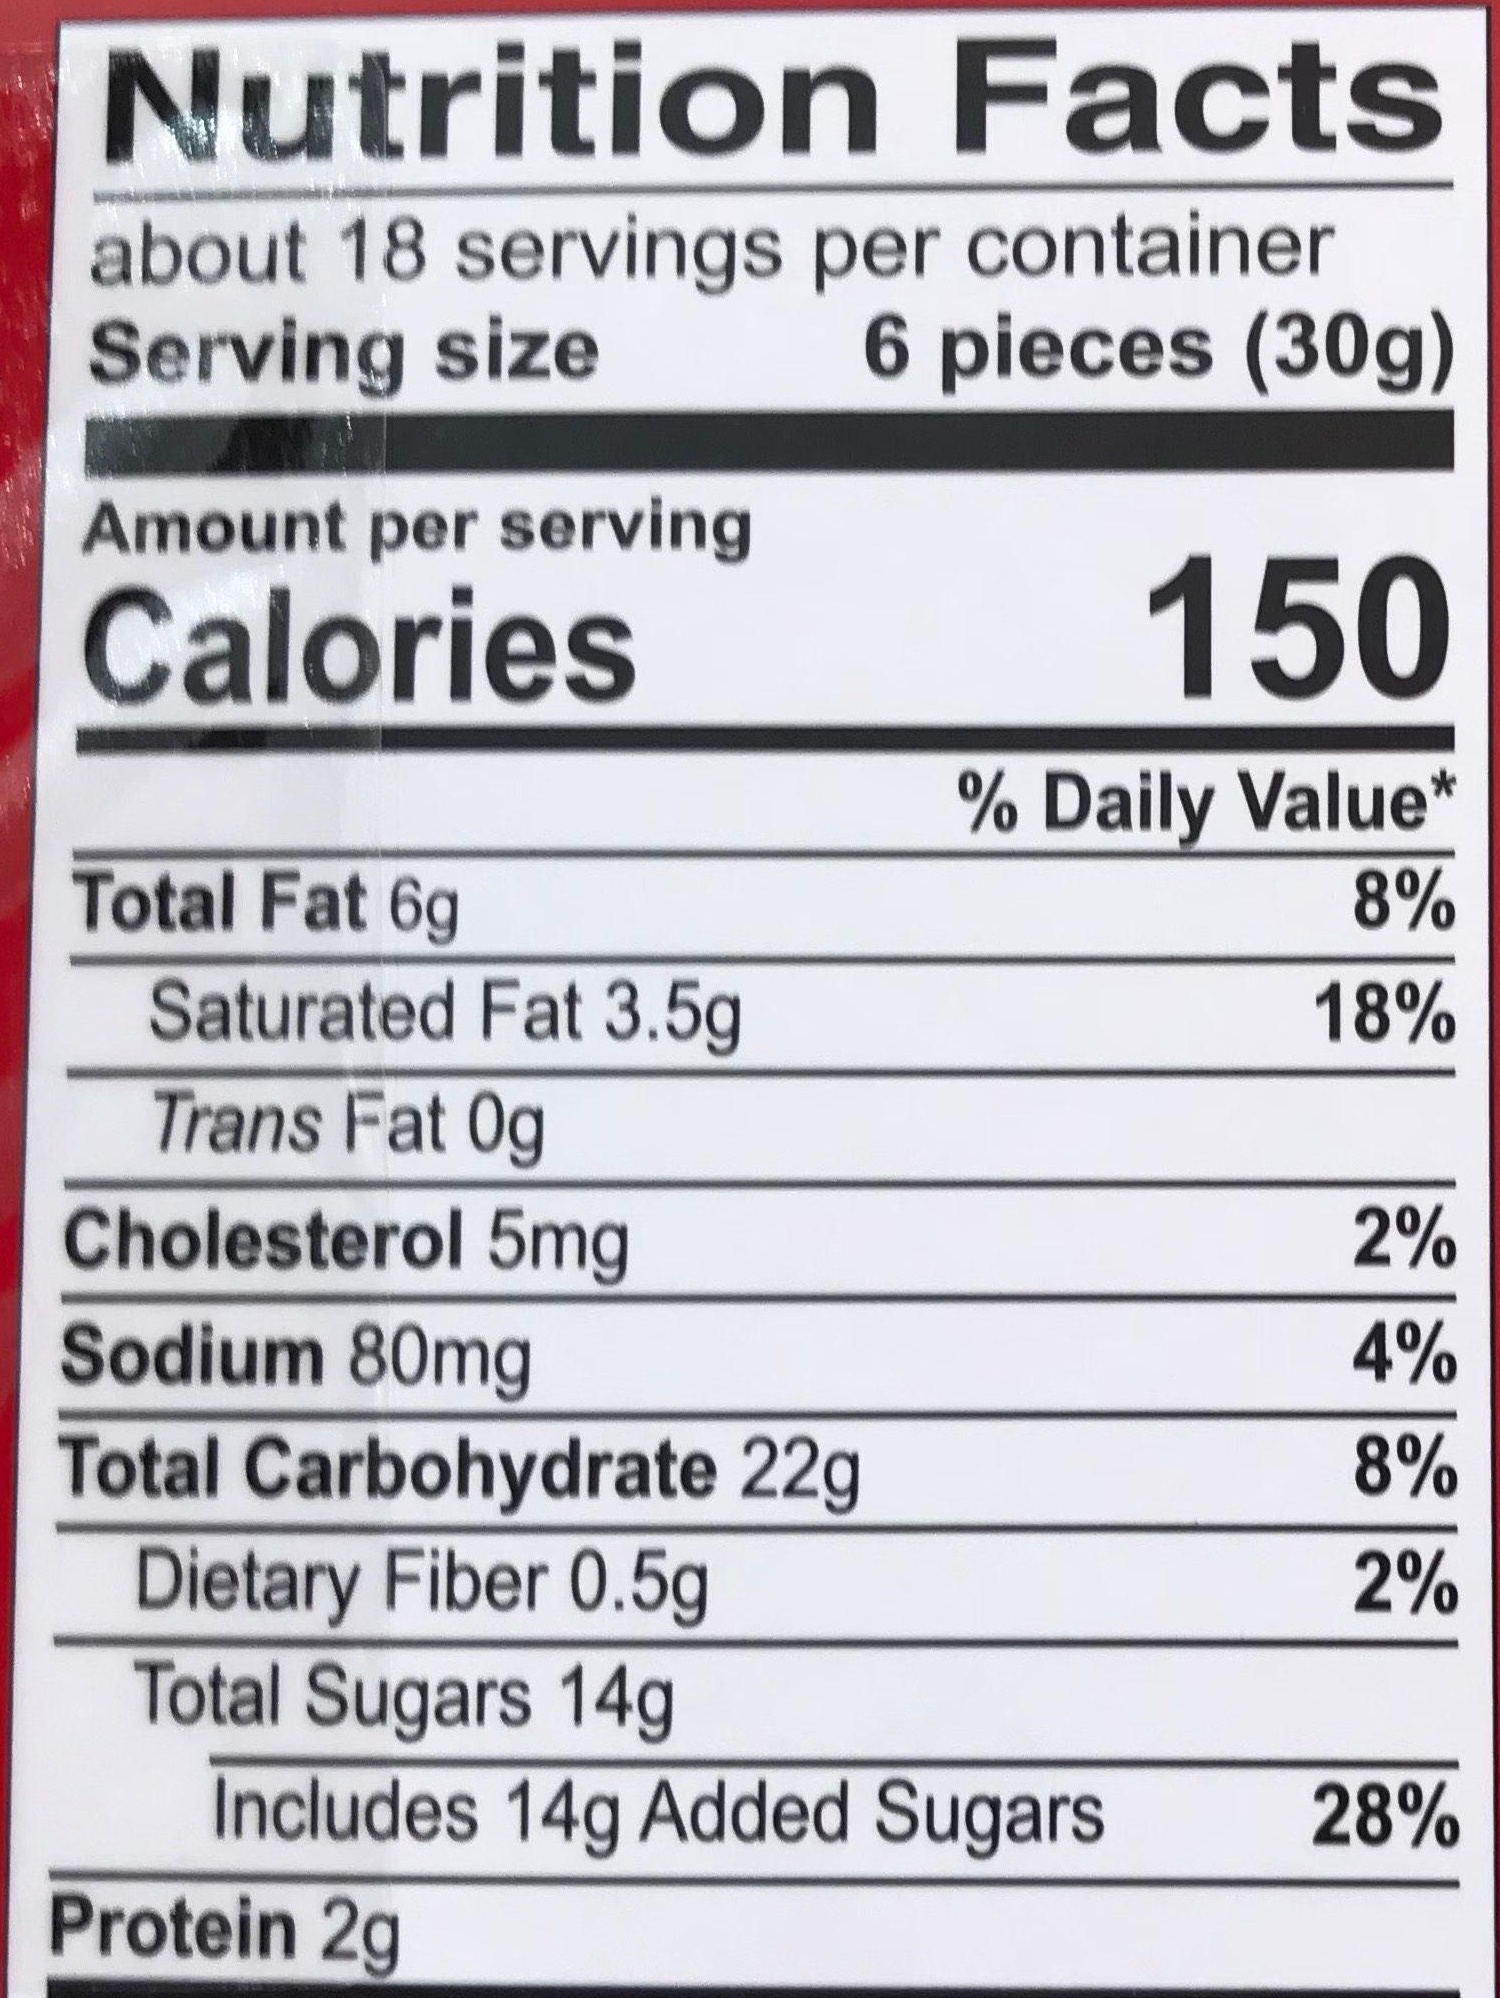 Nutrition Facts
about 18 servings per container
Serving size 6 pieces (30g)
Amount per serving
Calories 150
% Daily Value*
Total Fat 6g 8%
Saturated Fat 3.5g 18%
Trans Fat 0g
Cholesterol 5mg 2%
Sodium 80mg 4%
Total Carbohydrate 22g 8%
Dietary Fiber 0.5g 2%
Total Sugars 14g
Includes 14g Added Sugars 28%
Protein 2g